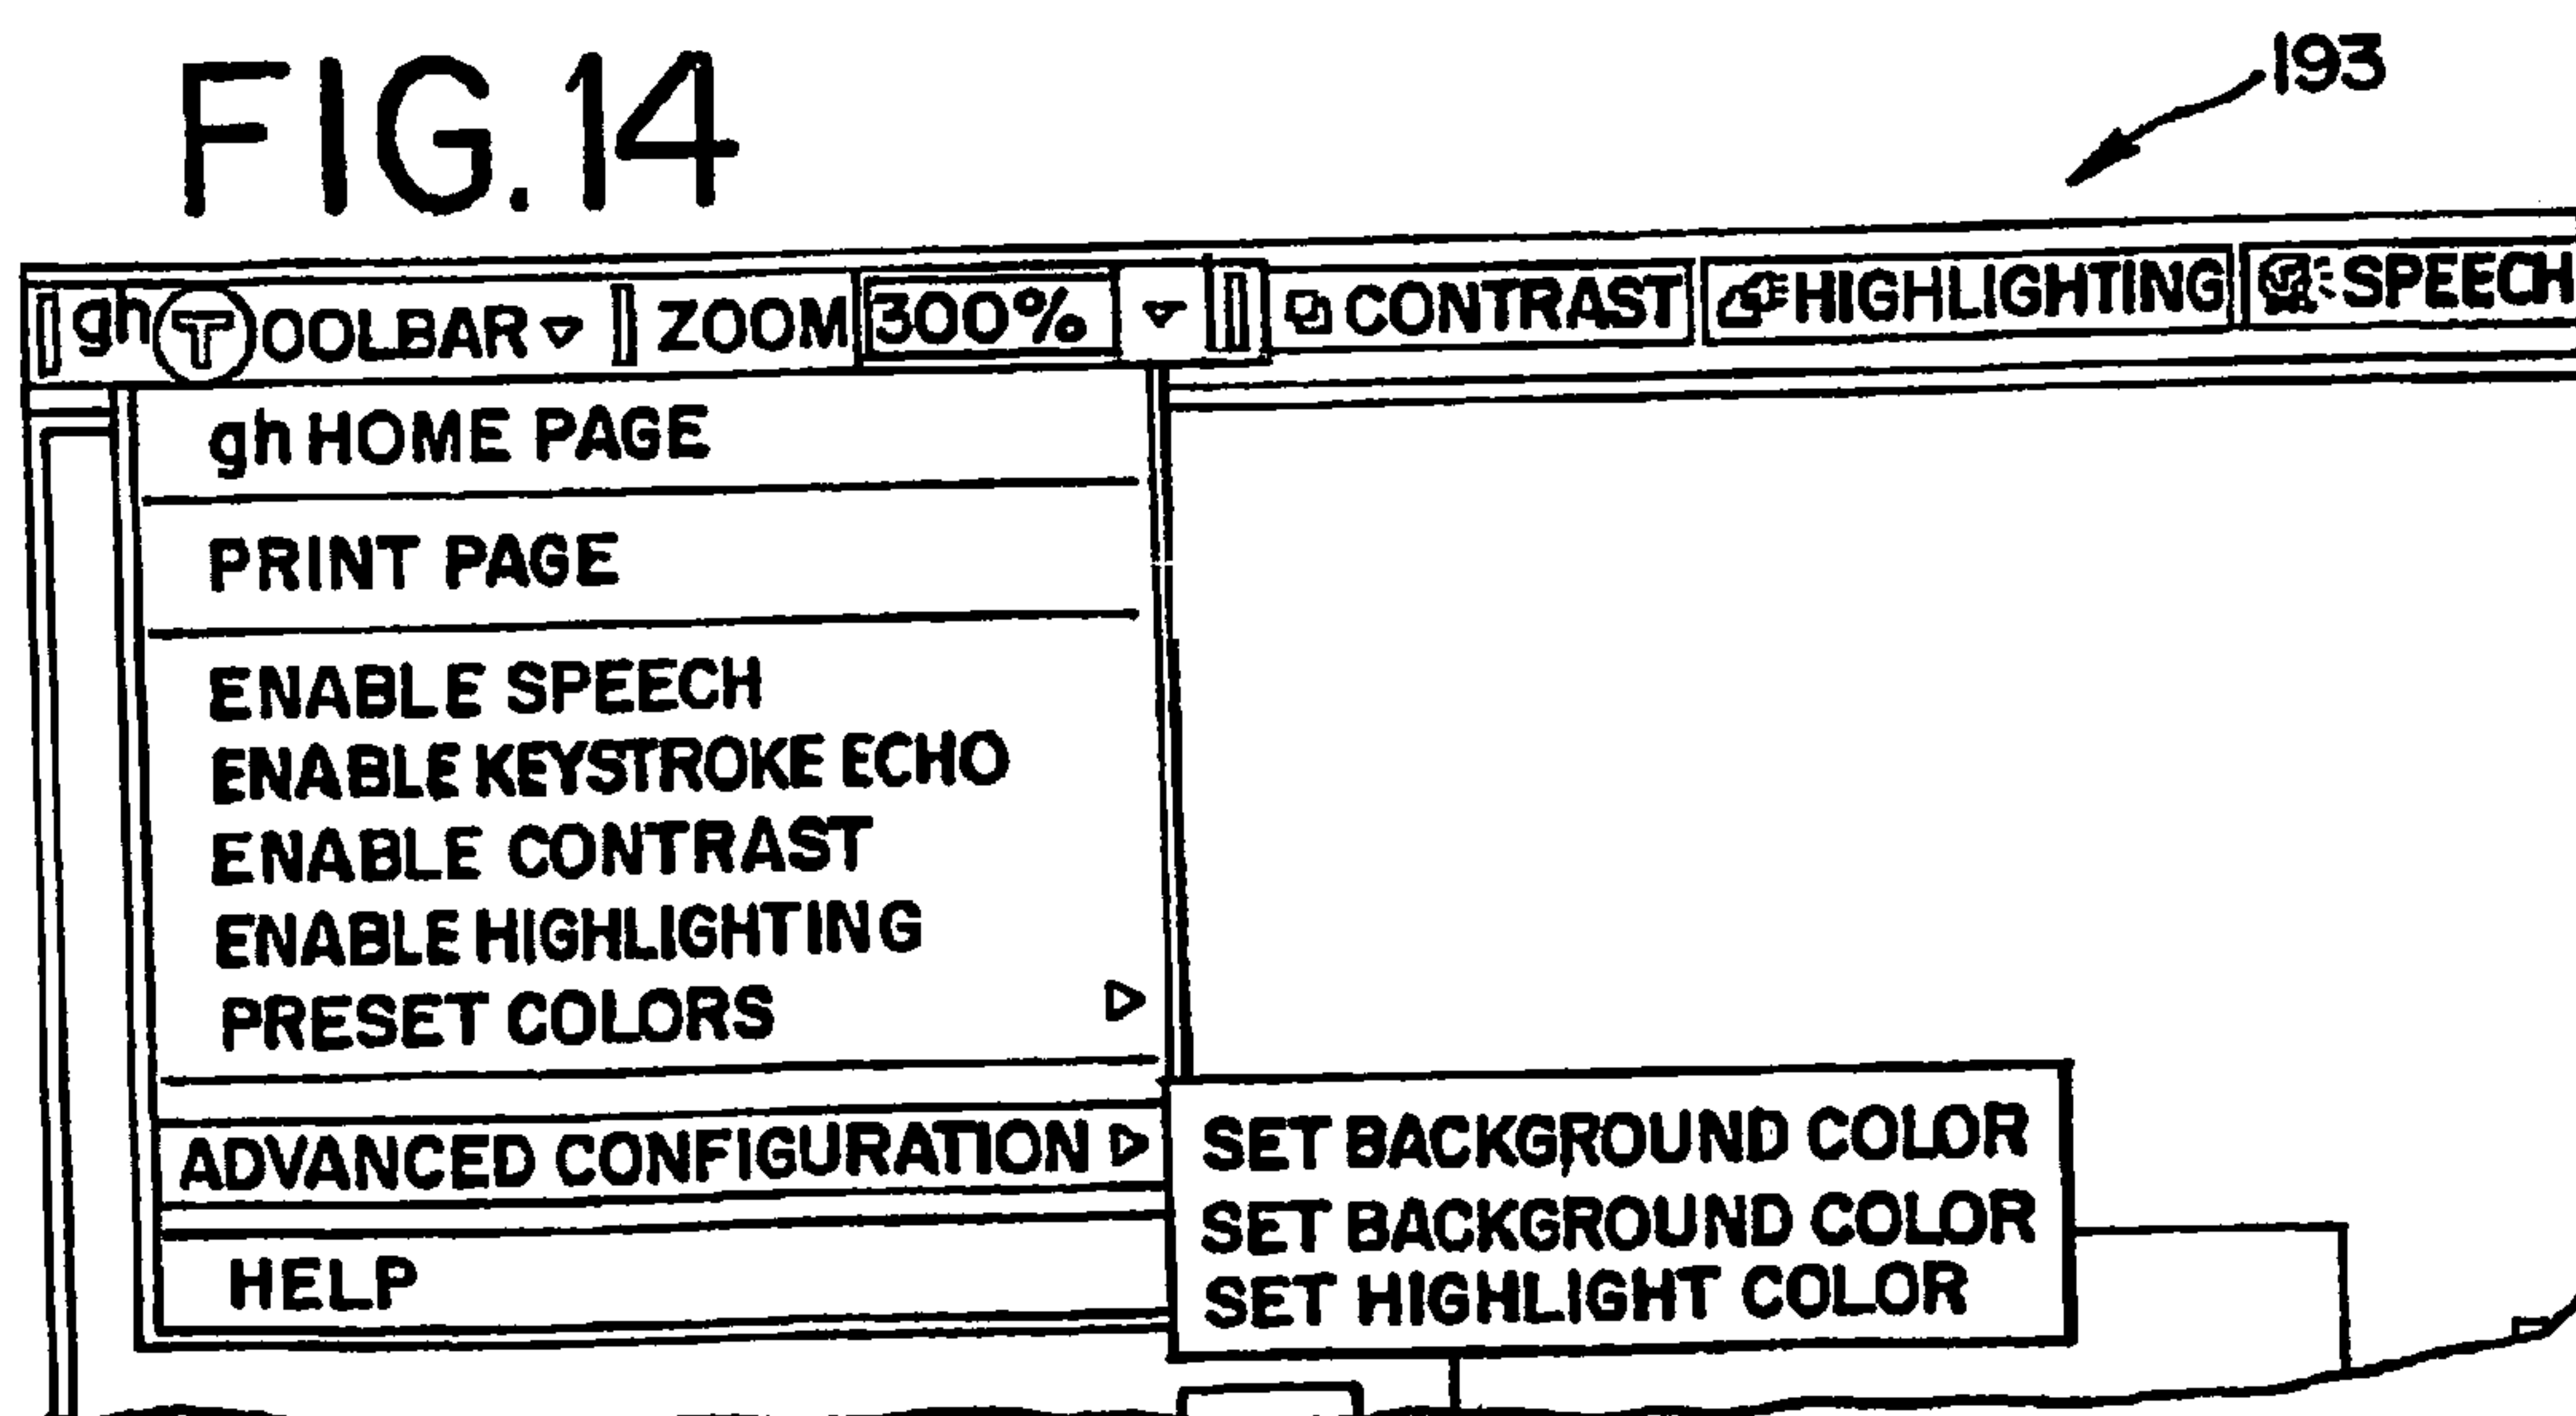 FIG. 14
193
gh TOOLBAR ZOOM 300% CONTRAST HIGHLIGHTING SPEECH
gh HOME PAGE
PRINT PAGE
ENABLE SPEECH
ENABLE KEYSTROKE ECHO
ENABLE CONTRAST
ENABLE HIGHLIGHTING
PRESET COLORS
ADVANCED CONFIGURATION
SET BACKGROUND COLOR
SET BACKGROUND COLOR
SET HIGHLIGHT COLOR
HELP